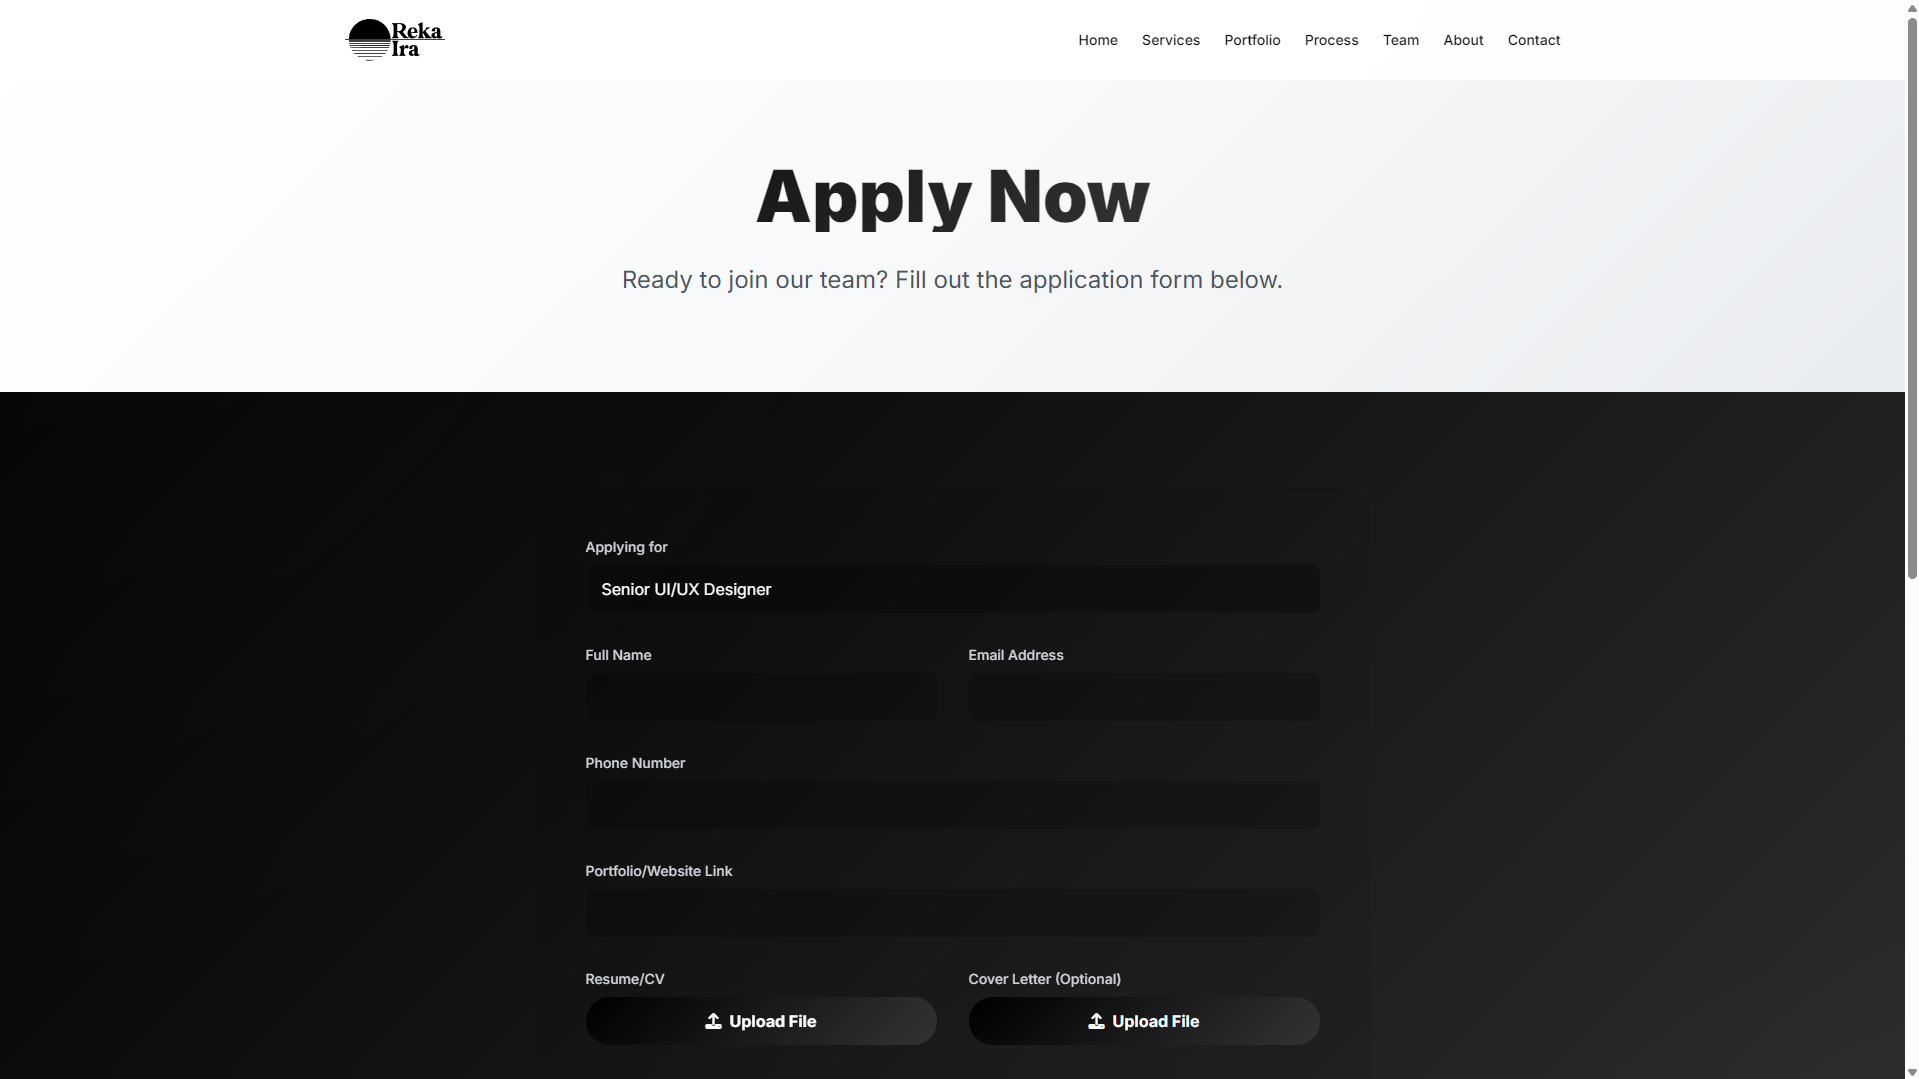 Reka
Ira
Home Services Portfolio Process Team About Contact
Apply Now
Ready to join our team? Fill out the application form below.
Applying for
Senior UI/UX Designer
Full Name Email Address
Phone Number
Portfolio/Website Link
Resume/CV Cover Letter (Optional)
Upload File Upload File